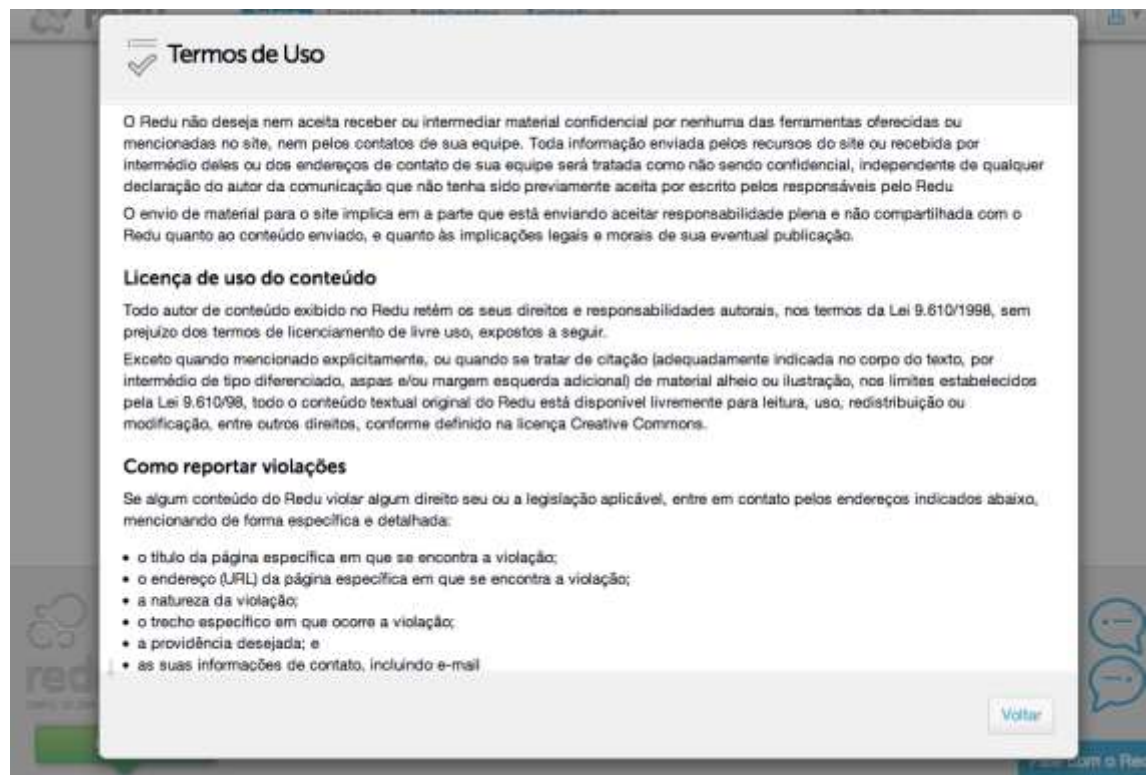 Termos de Uso
O Redu não deseja nem aceita receber ou intermediar material confidencial por nenhuma das ferramentas oferecidas ou
mencionadas no site, nem pelos contatos de sua equipe. Toda informação enviada pelos recursos do site ou recebida por
intermédio deles ou dos endereços de contato de sua equipe será tratada como não sendo confidencial, independente de qualquer
declaração do autor da comunicação que não tenha sido previamente aceita por escrito pelos responsáveis pelo Redu
O envio de material para o site implica em a parte que está enviando aceitar responsabilidade plena e não compartilhada com o
Redu quanto ao conteúdo enviado, e quanto às implicações legais e morais de sua eventual publicação.
Licença de uso do conteúdo
Todo autor de conteúdo exibido no Redu retém os seus direitos e responsabilidades autorais, nos termos da Lei 9.610/1998, sem
prejuízo dos termos de licenciamento de livre uso, expostos a seguir.
Exceto quando mencionado explicitamente, ou quando se tratar de citação (adequadamente indicada no corpo do texto, por
intermédio de tipo diferenciado, aspas e/ou margem esquerda adicional) de material alheio ou ilustração, nos limites estabelecidos
pela Lei 9.610/98, todo o conteúdo textual original do Redu está disponível livremente para leitura, uso, redistribuição ou
modificação, entre outros direitos, conforme definido na licença Creative Commons.
Como reportar violações
Se algum conteúdo do Redu violar algum direito seu ou a legislação aplicável, entre em contato pelos endereços indicados abaixo,
mencionando de forma específica e detalhada:
• o título da página específica em que se encontra a violação;
• o endereço (URL) da página específica em que se encontra a violação;
• a natureza da violação;
• o trecho específico em que ocorre a violação;
• a providência desejada; e
• as suas informações de contato, incluindo e-mail
red
Voltar